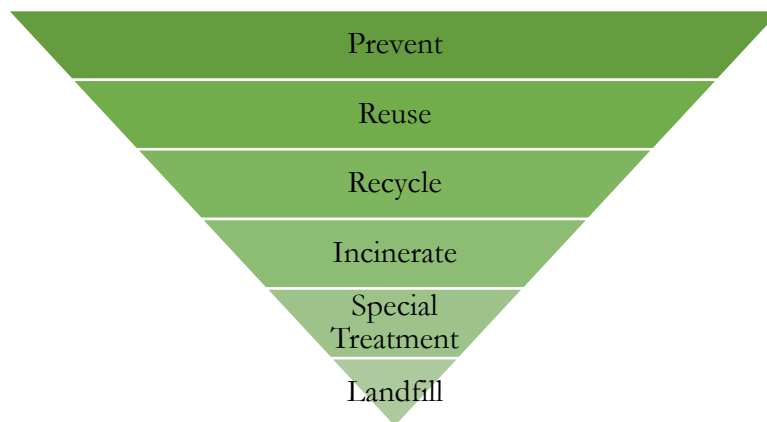 Prevent
Reuse
Recycle
Incinerate
Special
Treatment
Landfill